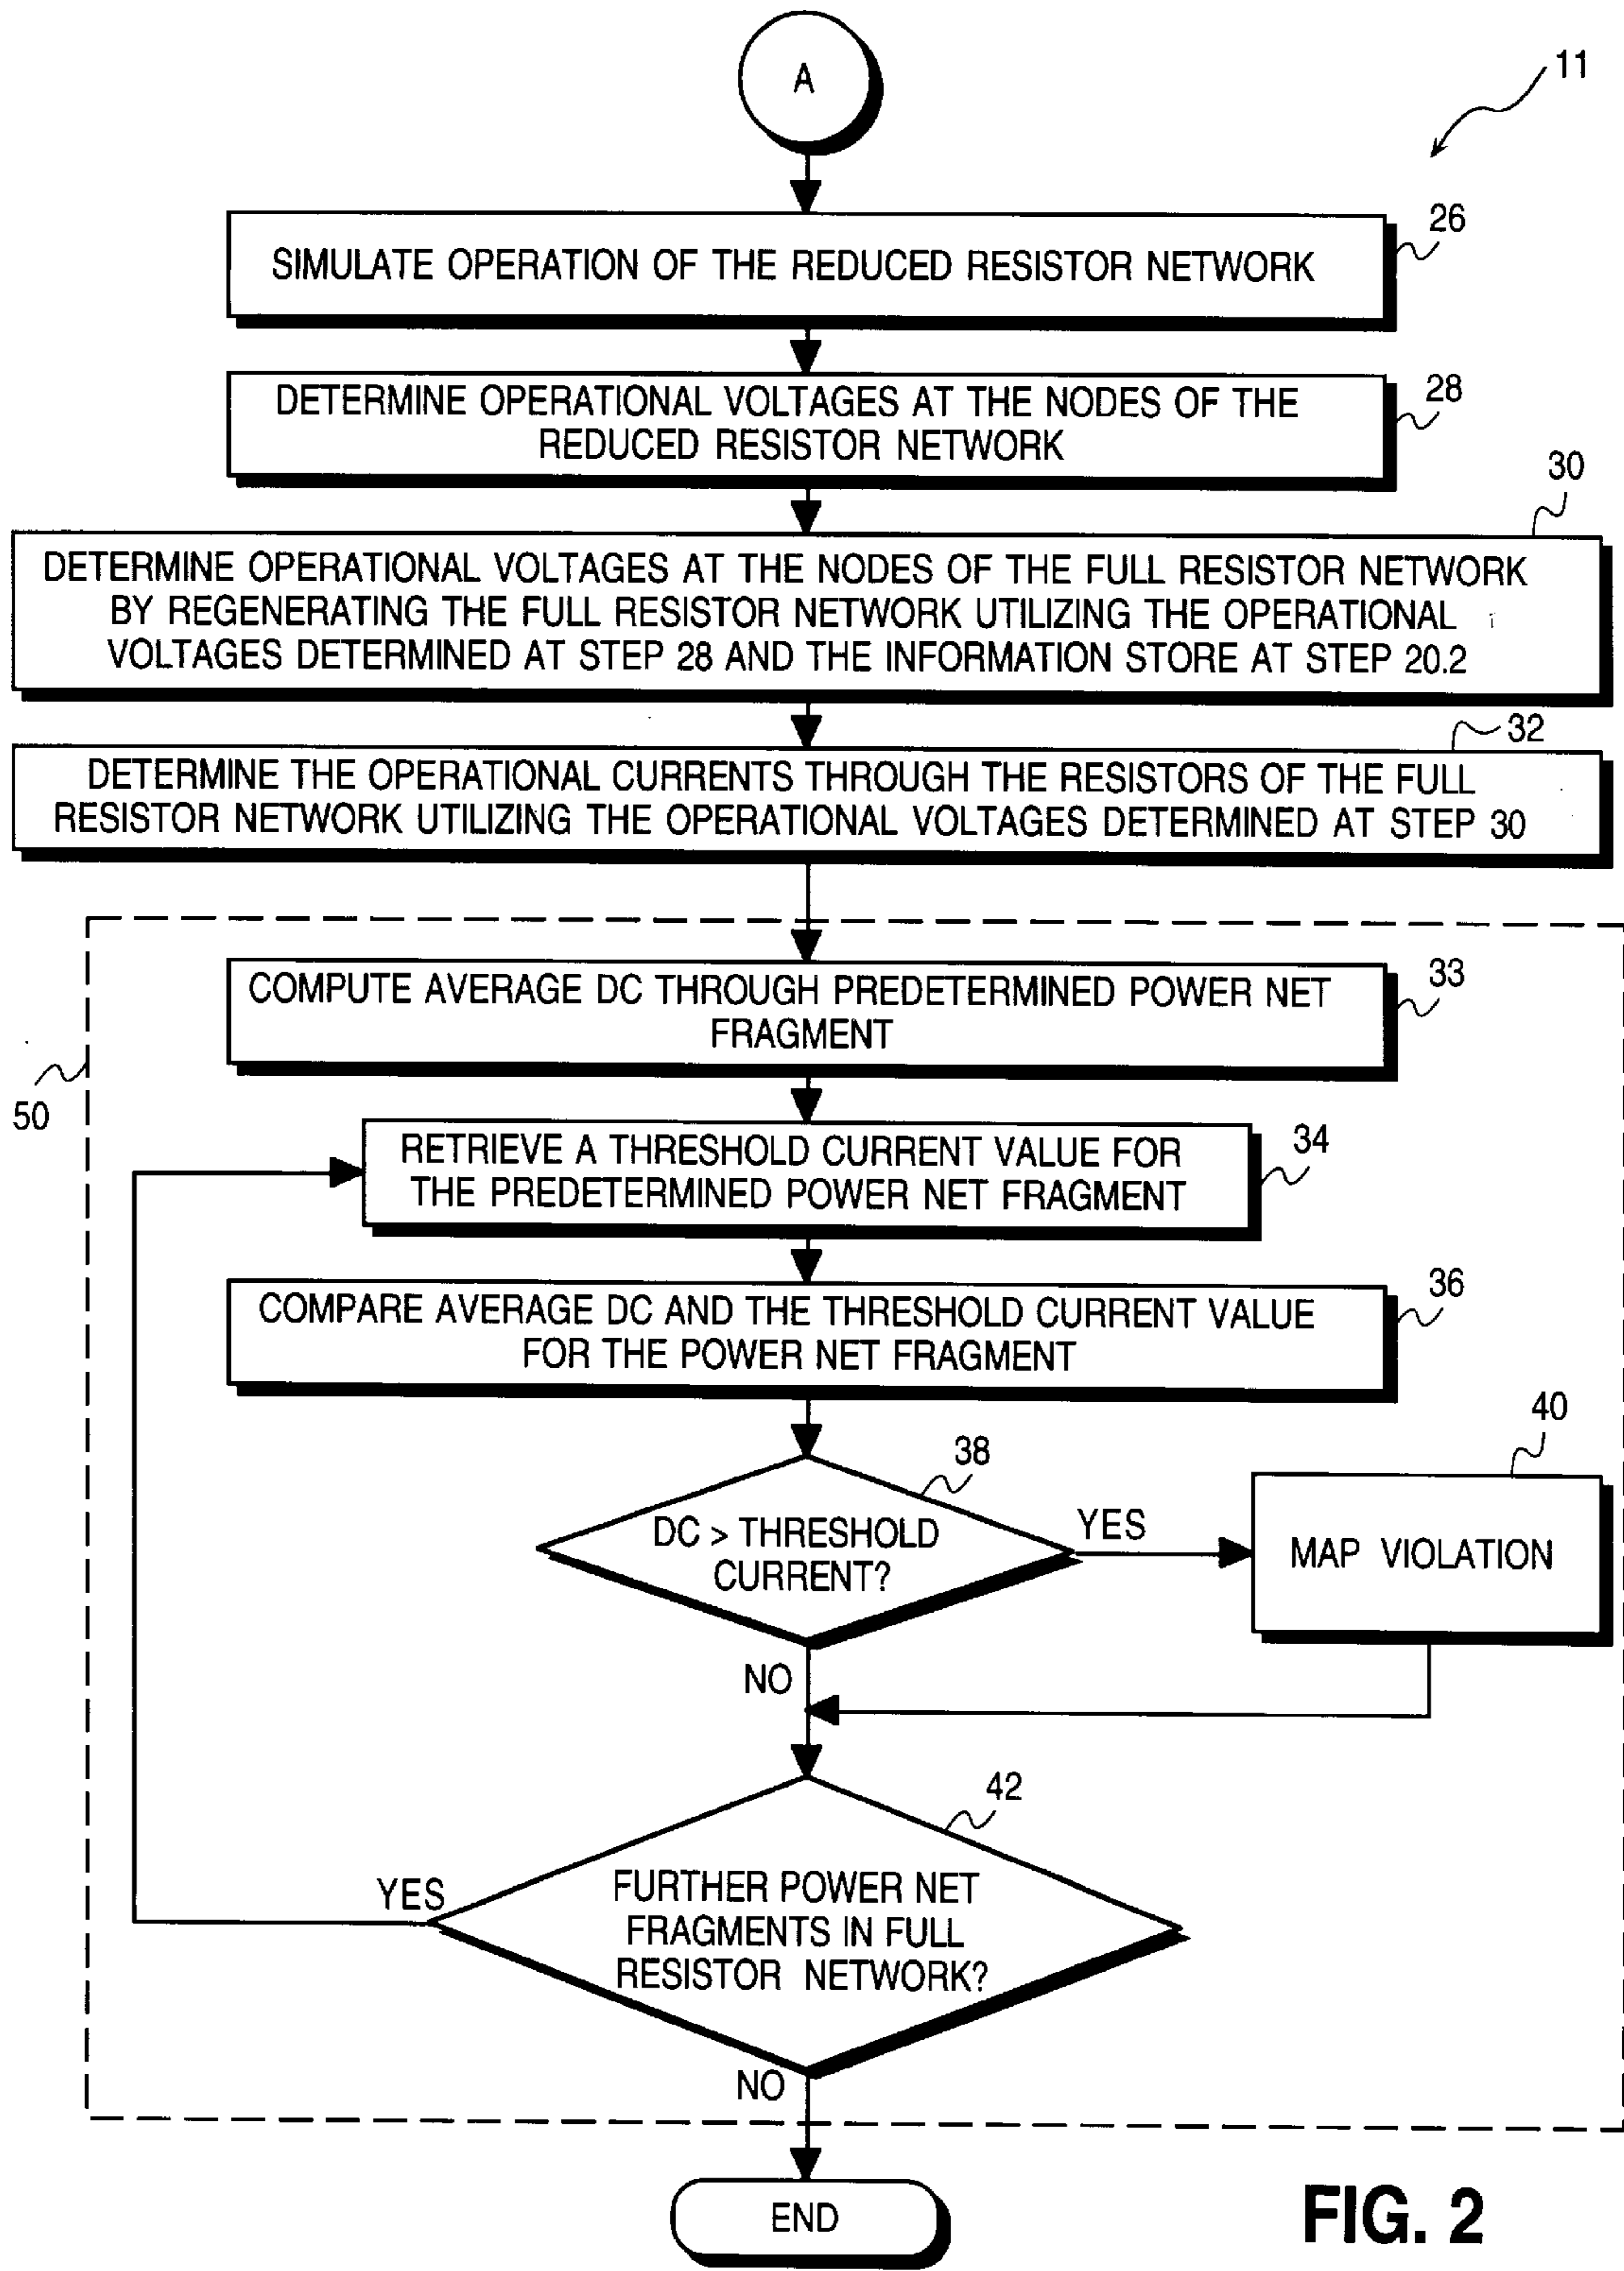 A
11
26
SIMULATE OPERATION OF THE REDUCED RESISTOR NETWORK
28
DETERMINE OPERATIONAL VOLTAGES AT THE NODES OF THE
REDUCED RESISTOR NETWORK
30
DETERMINE OPERATIONAL VOLTAGES AT THE NODES OF THE FULL RESISTOR NETWORK
BY REGENERATING THE FULL RESISTOR NETWORK UTILIZING THE OPERATIONAL
VOLTAGES DETERMINED AT STEP 28 AND THE INFORMATION STORE AT STEP 20.2
32
DETERMINE THE OPERATIONAL CURRENTS THROUGH THE RESISTORS OF THE FULL
RESISTOR NETWORK UTILIZING THE OPERATIONAL VOLTAGES DETERMINED AT STEP 30
33
COMPUTE AVERAGE DC THROUGH PREDETERMINED POWER NET
FRAGMENT
50
34
RETRIEVE A THRESHOLD CURRENT VALUE FOR
THE PREDETERMINED POWER NET FRAGMENT
36
COMPARE AVERAGE DC AND THE THRESHOLD CURRENT VALUE
FOR THE POWER NET FRAGMENT
38
DC > THRESHOLD
CURRENT?
YES
40
MAP VIOLATION
NO
42
FURTHER POWER NET
FRAGMENTS IN FULL
RESISTOR NETWORK?
YES
NO
END
FIG. 2